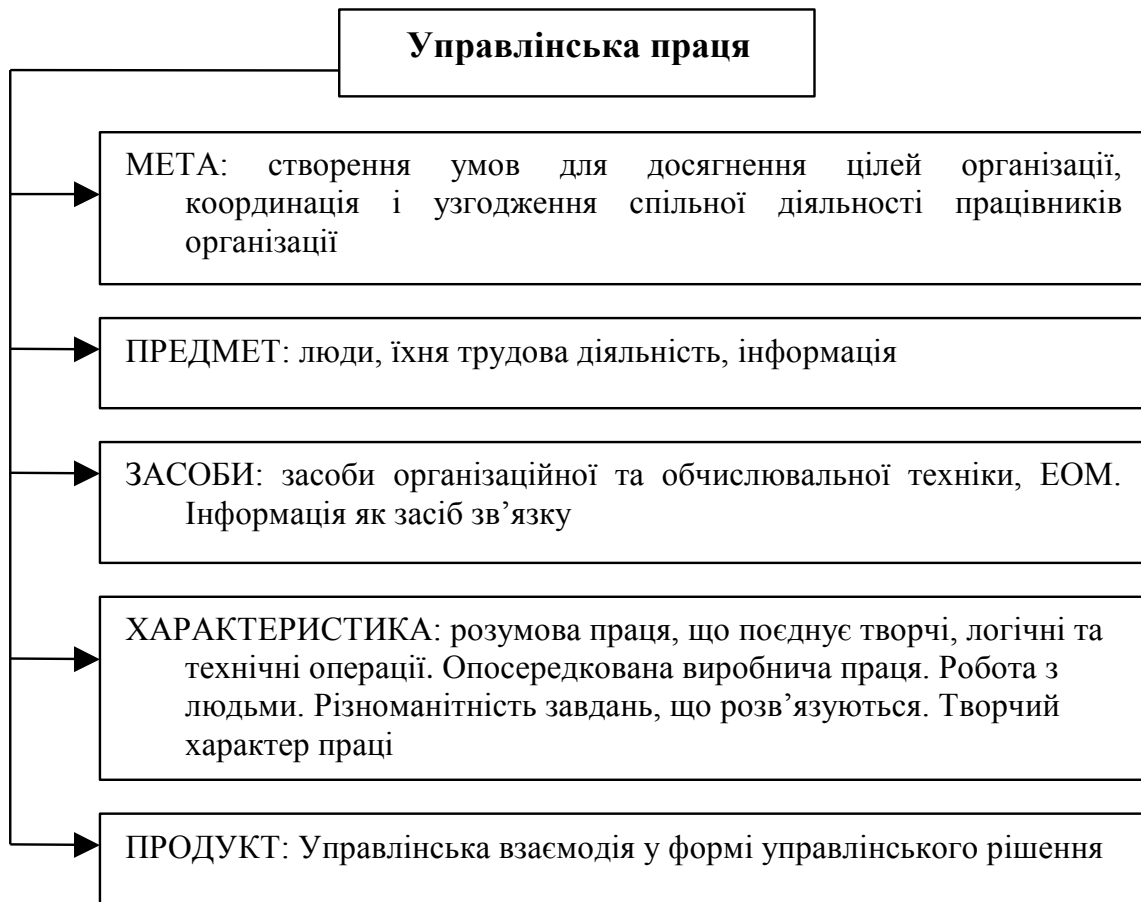 Управлінська праця
МЕТА: створення умов для досягнення цілей організації,
координація і узгодження спільної діяльності працівників
організації
ПРЕДМЕТ: люди, їхня трудова діяльність, інформація
ЗАСОБИ: засоби організаційної та обчислювальної техніки, ЕОМ.
Інформація як засіб зв’язку
ХАРАКТЕРИСТИКА: розумова праця, що поєднує творчі, логічні та
технічні операції. Опосередкована виробнича праця. Робота з
людьми. Різноманітність завдань, що розв’язуються. Творчий
характер праці
ПРОДУКТ: Управлінська взаємодія у формі управлінського рішення